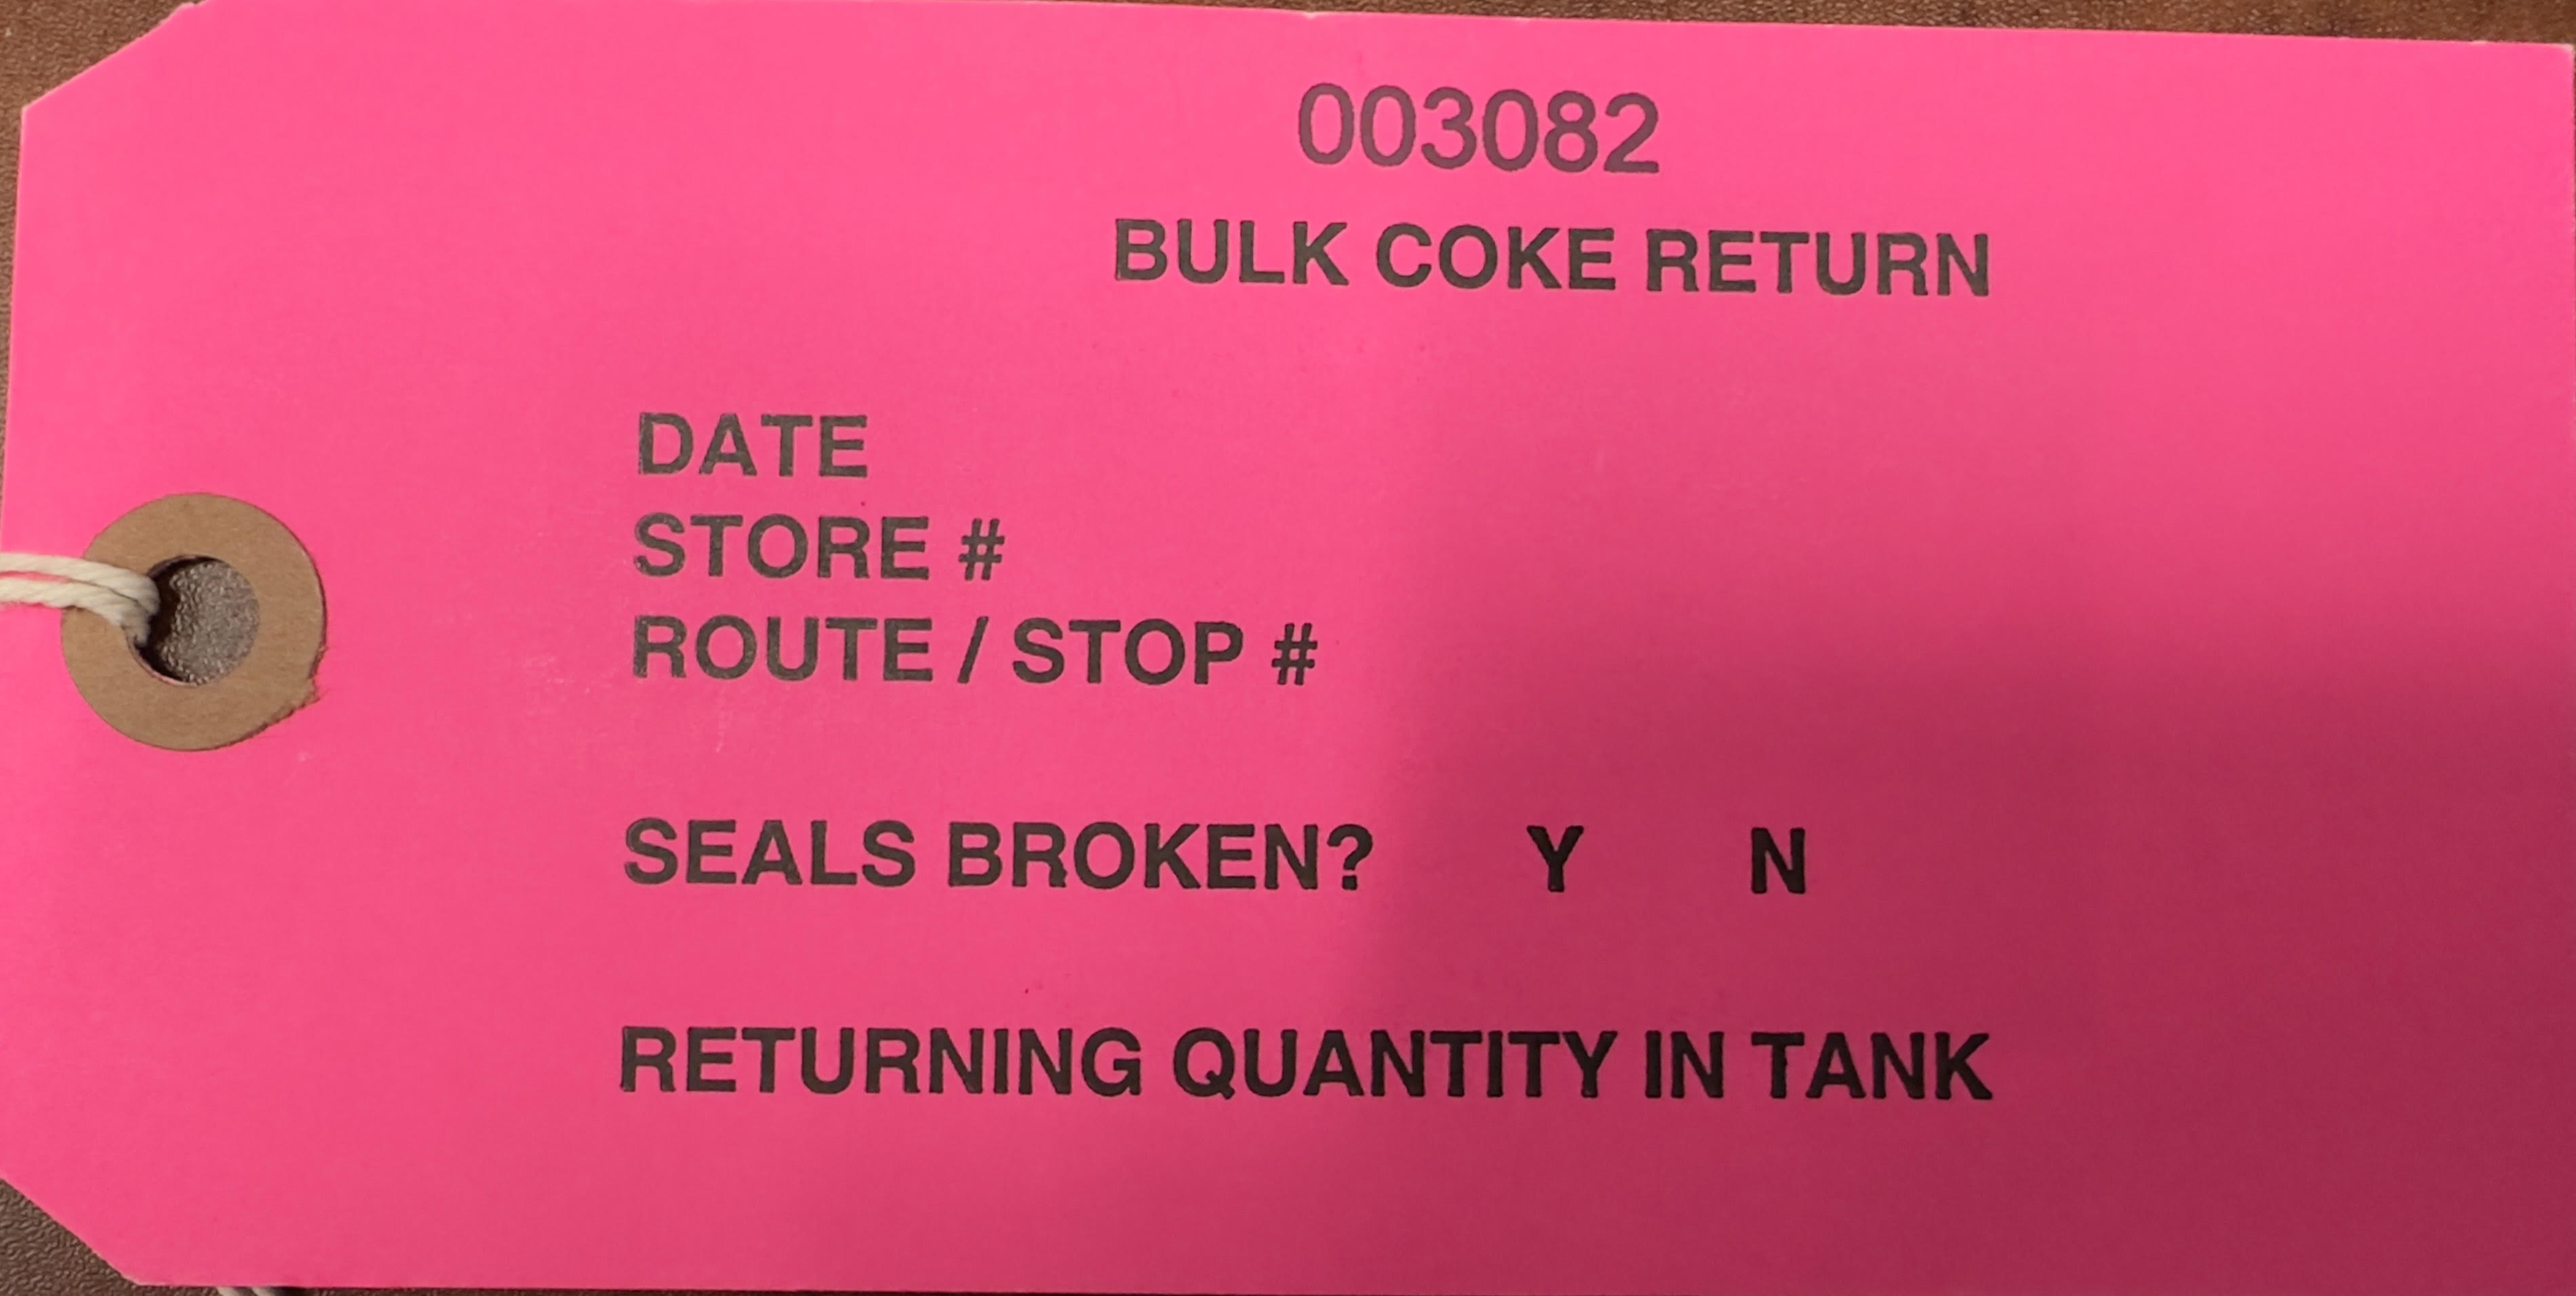 003082
BULK COKE RETURN
DATE
STORE #
ROUTE / STOP #
SEALS BROKEN? Y N
RETURNING QUANTITY IN TANK